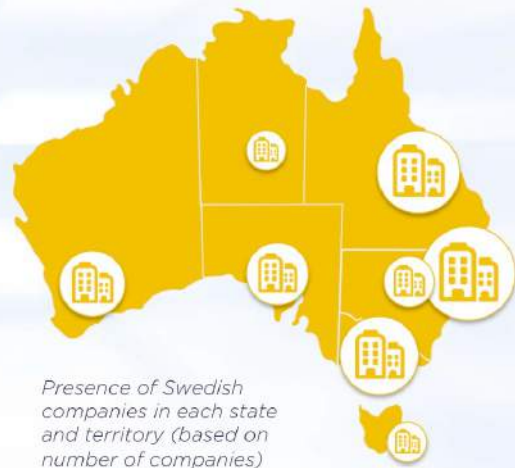 Presence of Swedish
companies in each state
and territory (based on
number of companies)